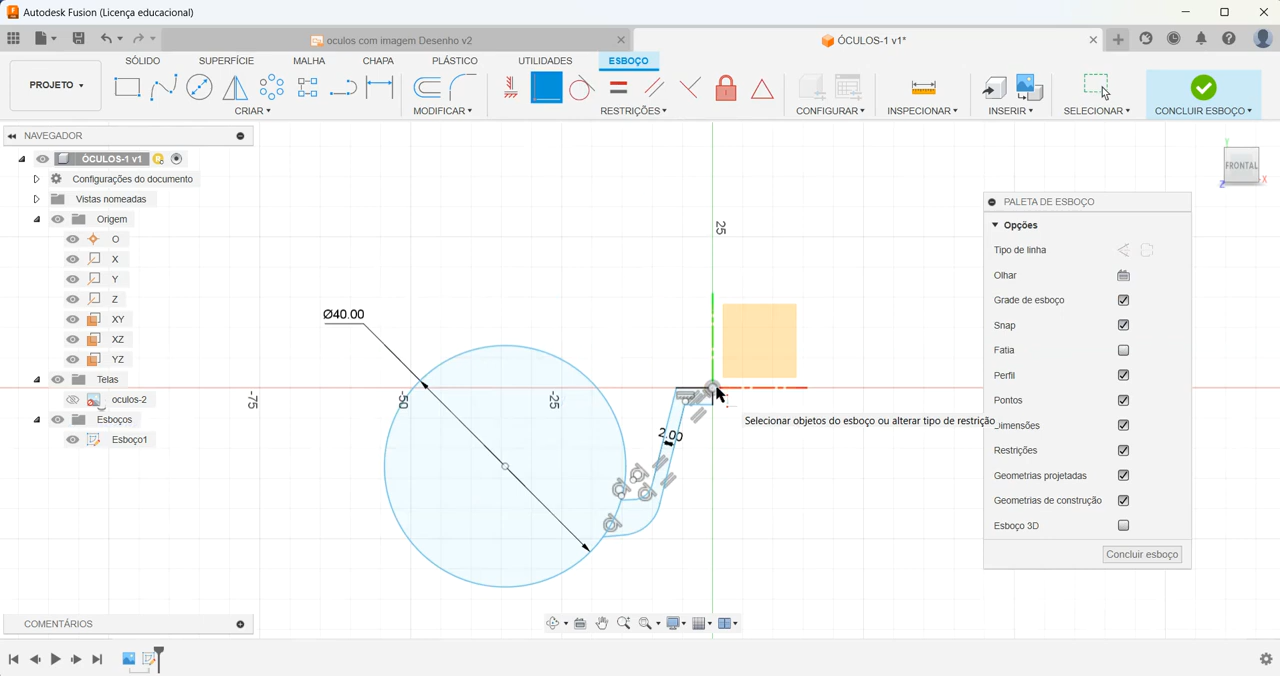 Autodesk Fusion (Licença educacional)
oculos com imagem Desenho v2
ÓCULOS-1 v1*
PROJETO
SÓLIDO
SUPERFÍCIE
MALHA
CHAPA
PLÁSTICO
UTILIDADES
ESBOÇO
CRIAR
MODIFICAR
RESTRIÇÕES
CONFIGURAR
INSPECIONAR
INSERIR
SELECIONAR
CONCLUIR ESBOÇO
NAVEGADOR
ÓCULOS-1 v1
Configurações do documento
Vistas nomeadas
Origem
O
X
Y
Z
XY
XZ
YZ
Telas
oculos-2
Esboços
Esboço1
25
Ø40.00
-75
-50
-25
2.00
Selecionar objetos do esboço ou alterar tipo de restrição
Y
FRONTAL
X
Z
PALETA DE ESBOÇO
Opções
Tipo de linha
Olhar
Grade de esboço
Snap
Fatia
Perfil
Pontos
Dimensões
Restrições
Geometrias projetadas
Geometrias de construção
Esboço 3D
Concluir esboço
COMENTÁRIOS